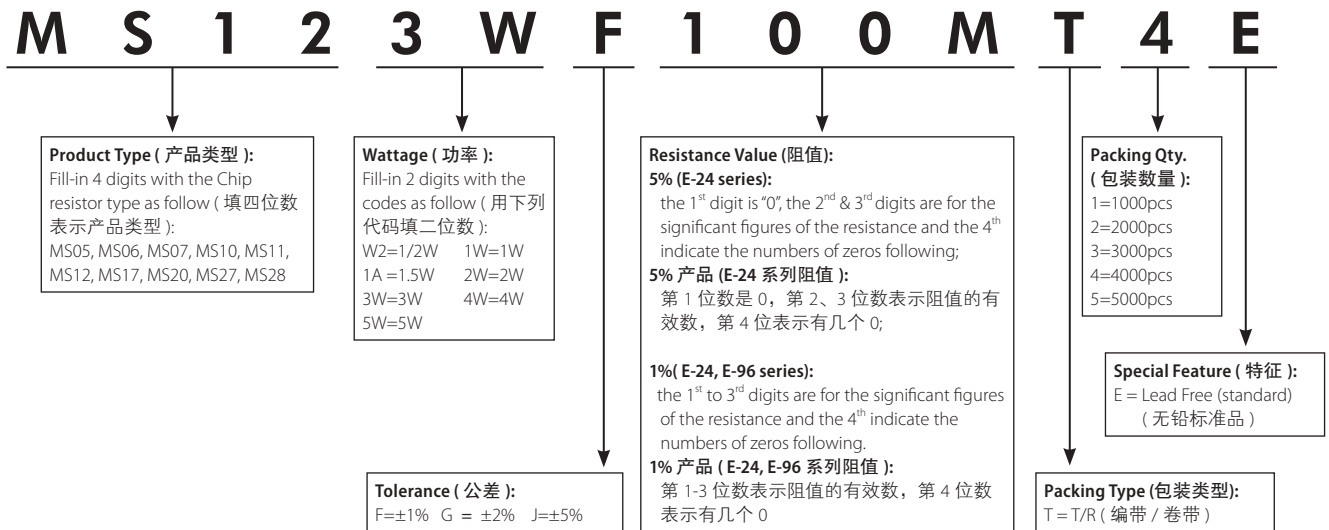 M S 1 2 3 W F 1 0 0 M T 4 E
Product Type ( 产品类型 ):
Fill-in 4 digits with the Chip
resistor type as follow ( 填四位数
表示产品类型 ):
MS05, MS06, MS07, MS10, MS11,
MS12, MS17, MS20, MS27, MS28
Wattage ( 功率 ):
Fill-in 2 digits with the
codes as follow ( 用下列
代码填二位数 ):
W2=1/2W 1W=1W
1A =1.5W 2W=2W
3W=3W 4W=4W
5W=5W
Tolerance ( 公差 ):
F=±1% G = ±2% J=±5%
Resistance Value (阻值):
5% (E-24 series):
the 1st digit is "0", the 2nd & 3rd digits are for the
significant figures of the resistance and the 4th
indicate the numbers of zeros following;
5% 产品 (E-24 系列阻值 ):
第 1 位数是 0，第 2、3 位数表示阻值的有
效数，第 4 位表示有几个 0;
1%( E-24, E-96 series):
the 1st to 3rd digits are for the significant figures
of the resistance and the 4th indicate the
numbers of zeros following.
1% 产品 ( E-24, E-96 系列阻值 ):
第 1-3 位数表示阻值的有效数，第 4 位数
表示有几个 0
Packing Qty.
( 包装数量 ):
1=1000pcs
2=2000pcs
3=3000pcs
4=4000pcs
5=5000pcs
Special Feature ( 特征 ):
E = Lead Free (standard)
( 无铅标准品 )
Packing Type (包装类型):
T = T/R ( 编带 / 卷带 )